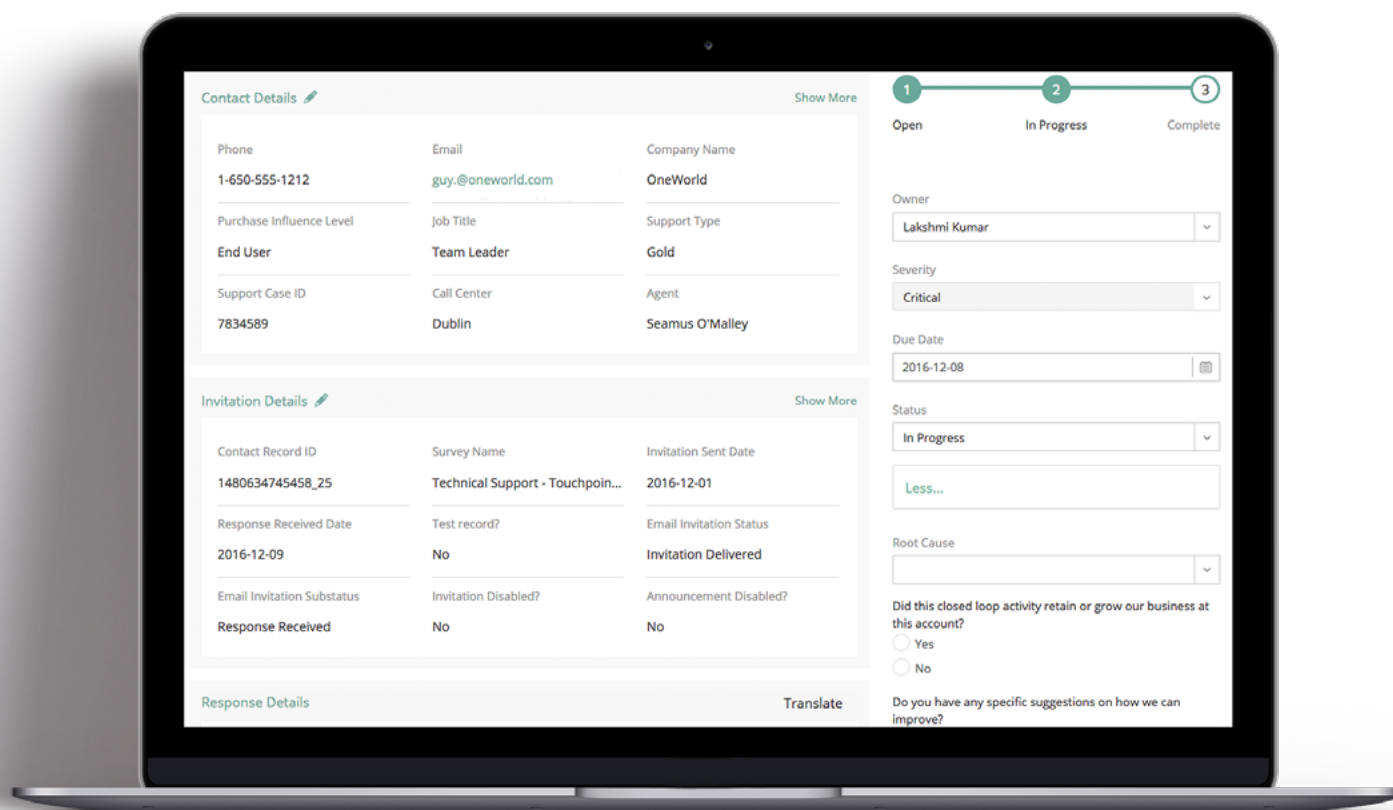 Contact Details
Show More
Phone
Email
Company Name
1-650-555-1212
guy.@oneworld.com
OneWorld
Purchase Influence Level
Job Title
Support Type
End User
Team Leader
Gold
Support Case ID
Call Center
Agent
7834589
Dublin
Seamus O'Malley
Invitation Details
Show More
Contact Record ID
Survey Name
Invitation Sent Date
1480634745458_25
Technical Support - Touchpoin...
2016-12-01
Response Received Date
Test record?
Email Invitation Status
2016-12-09
No
Invitation Delivered
Email Invitation Substatus
Invitation Disabled?
Announcement Disabled?
Response Received
No
No
Response Details
Translate
1
2
3
Open
In Progress
Complete
Owner
Lakshmi Kumar
Severity
Critical
Due Date
2016-12-08
Status
In Progress
Less...
Root Cause
Did this closed loop activity retain or grow our business at
this account?
Yes
No
Do you have any specific suggestions on how we can
improve?